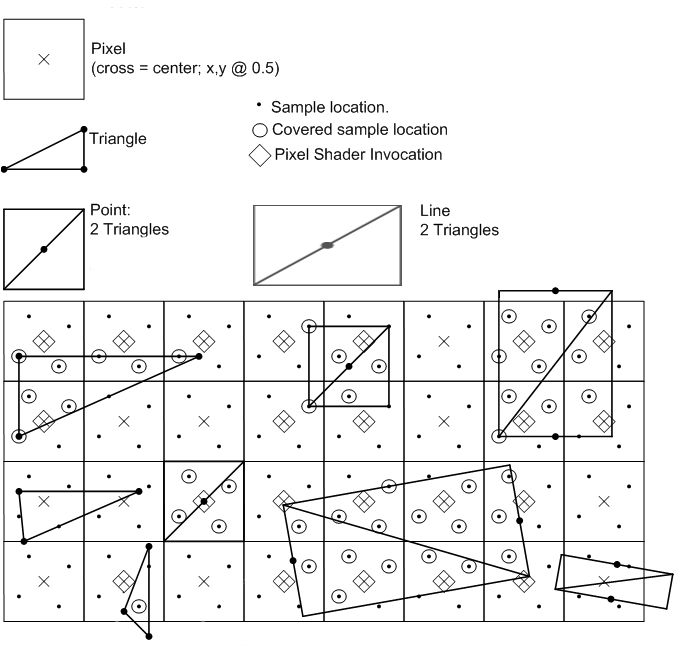 Pixel
(cross = center; x,y @ 0.5)
Sample location.
Covered sample location
Triangle
Pixel Shader Invocation
Point:
2 Triangles
Line
2 Triangles